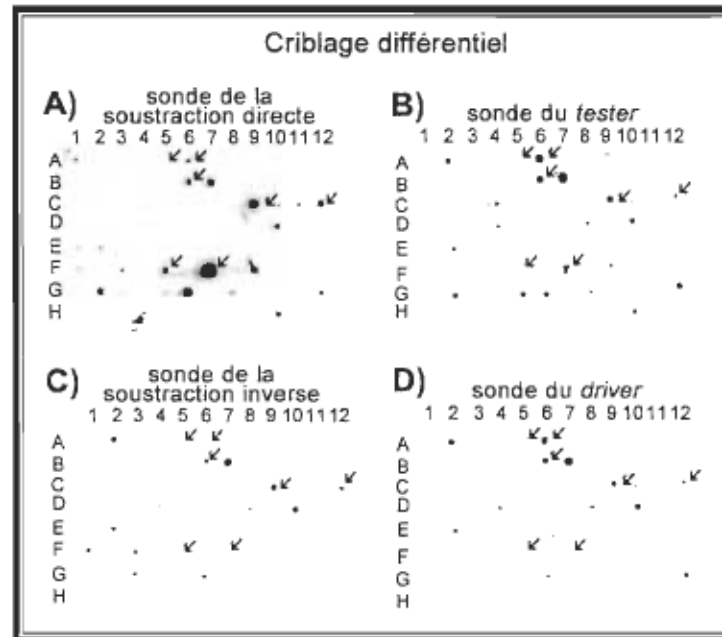 Criblage différentiel
A) sonde de la
soustraction directe
1 2 3 4 5 6 7 8 9 10 11 12
A
B
C
D
E
F
G
H
B) sonde du tester
1 2 3 4 5 6 7 8 9 10 11 12
A
B
C
D
E
F
G
H
C) sonde de la
soustraction inverse
1 2 3 4 5 6 7 8 9 10 11 12
A
B
C
D
E
F
G
H
D) sonde du driver
1 2 3 4 5 6 7 8 9 10 11 12
A
B
C
D
E
F
G
H